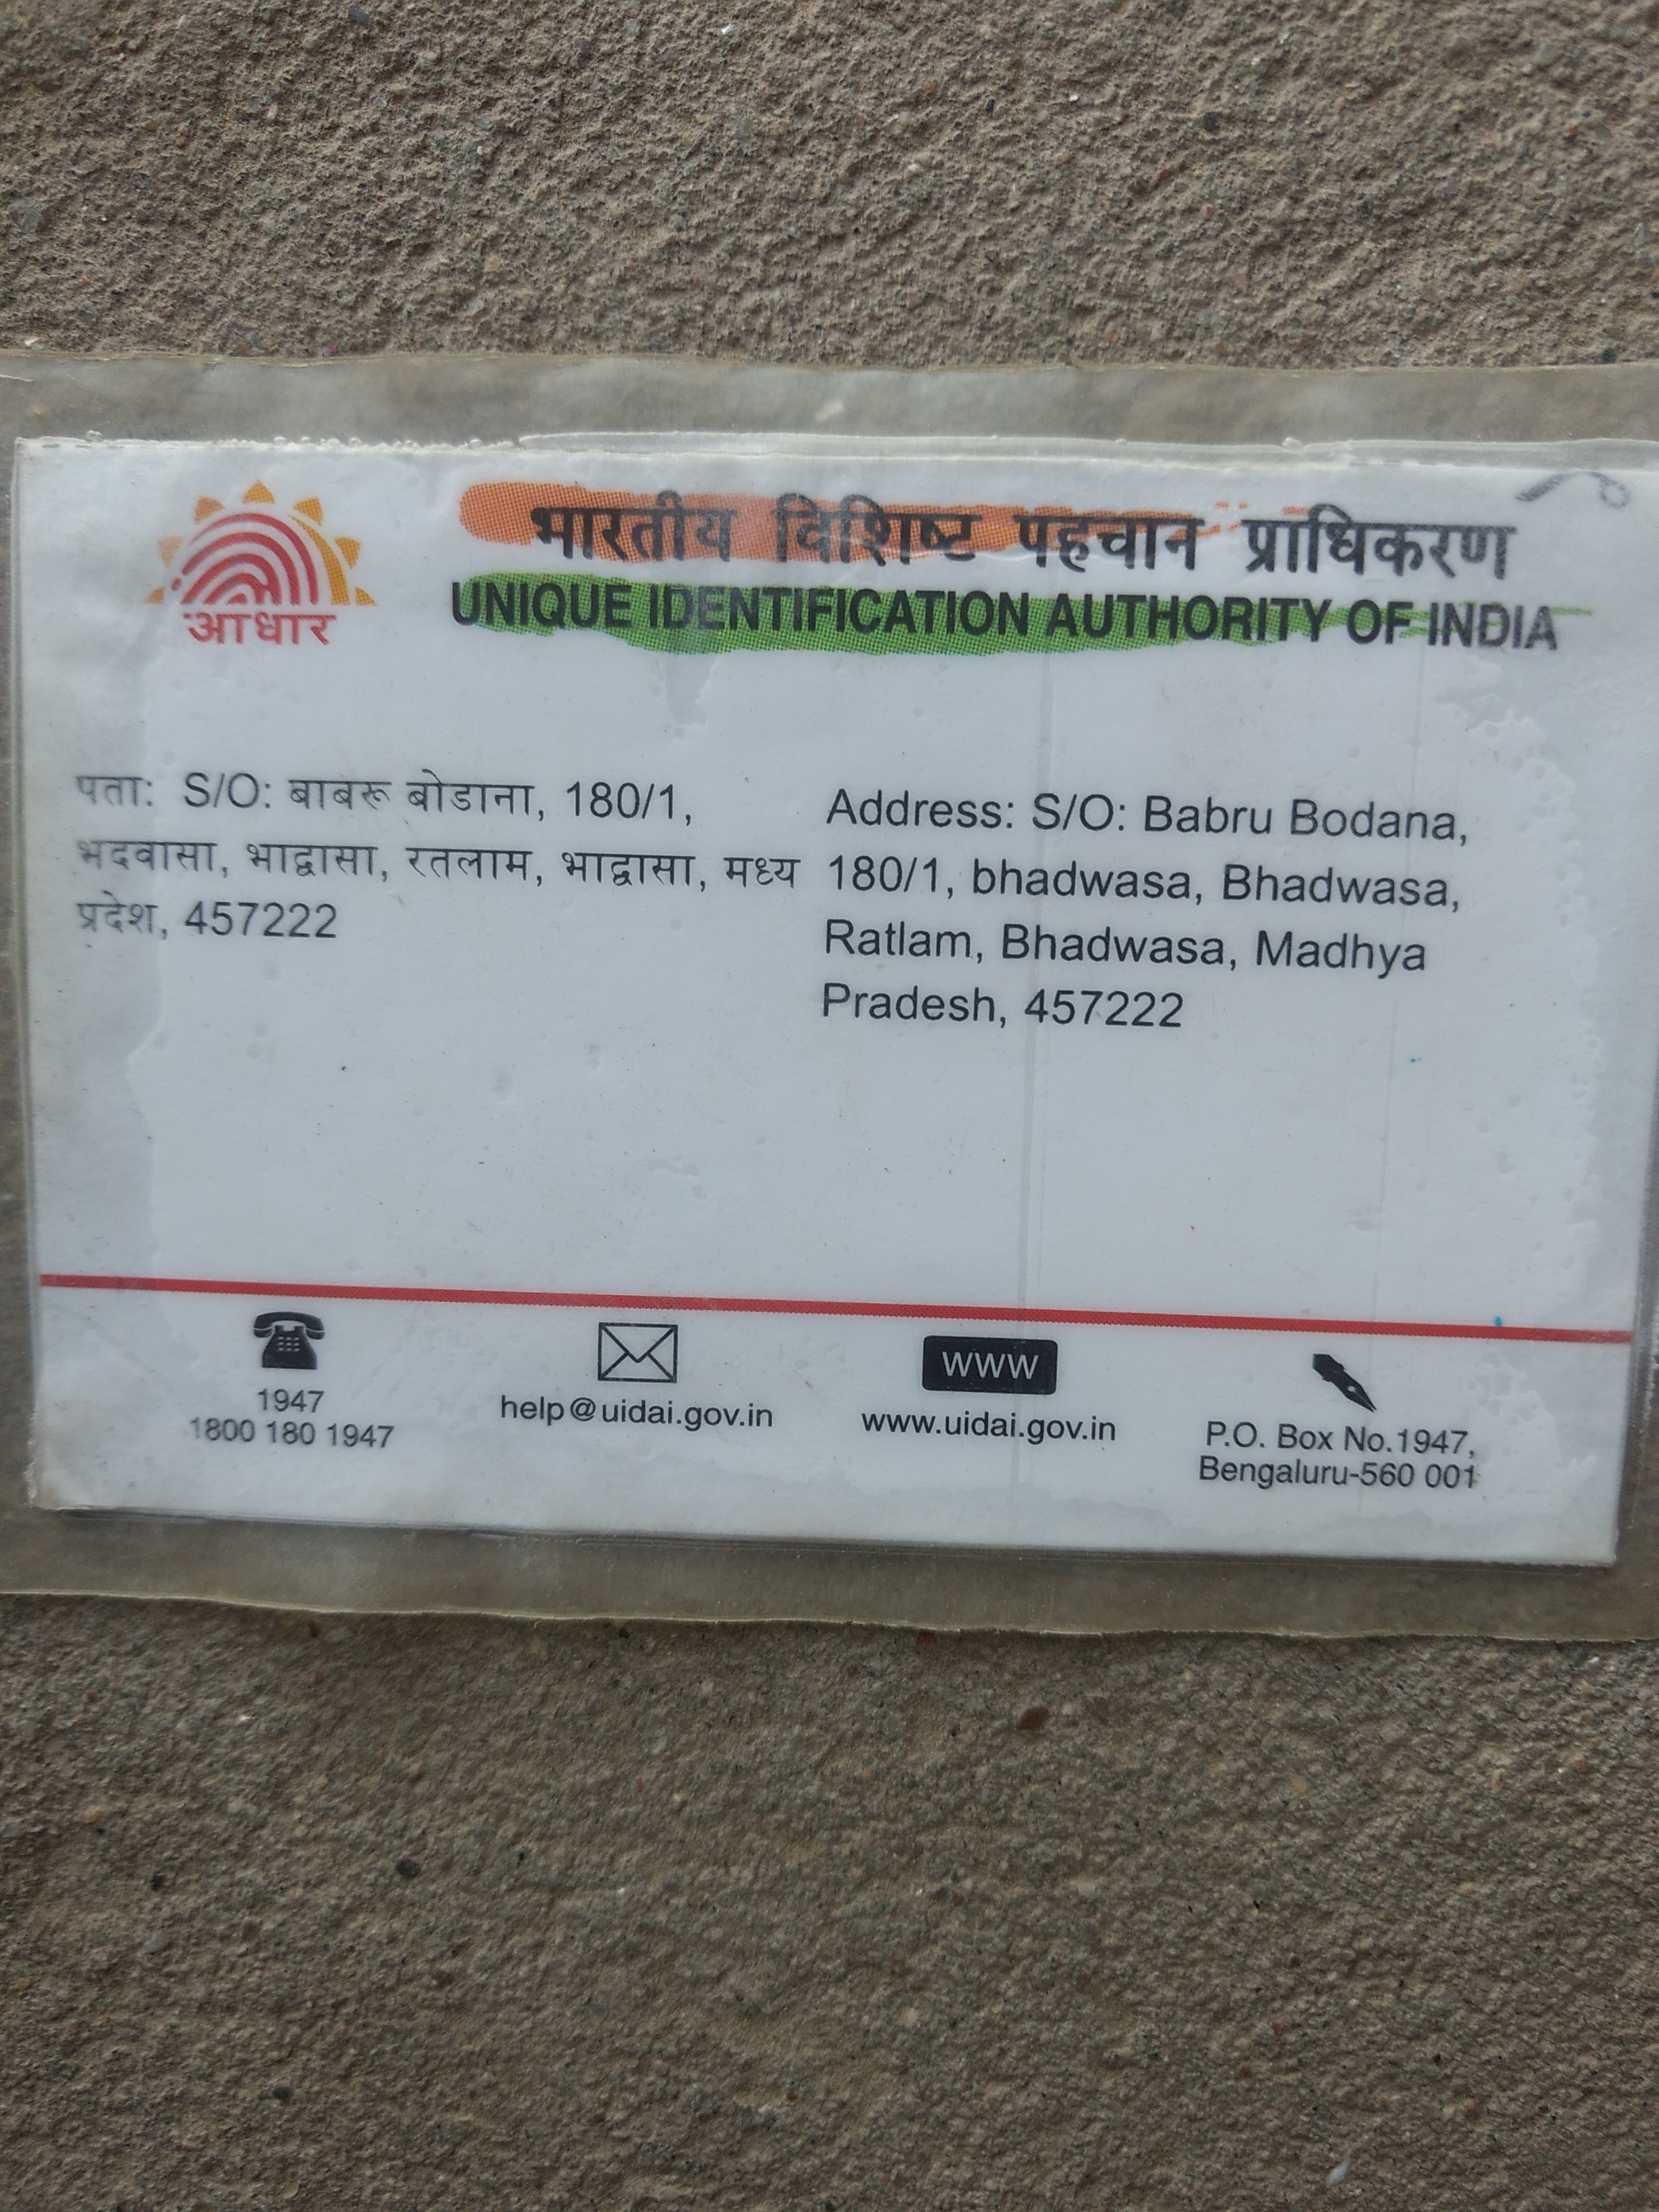 आधार
भारतीय विशिष्ट पहचान प्राधिकरण
UNIQUE IDENTIFICATION AUTHORITY OF INDIA
पता: S/O: बाबरू बोडाना, 180/1,
भदवासा, भाद्वासा, रतलाम, भाद्वासा, मध्य
प्रदेश, 457222
Address: S/O: Babru Bodana,
180/1, bhadwasa, Bhadwasa,
Ratlam, Bhadwasa, Madhya
Pradesh, 457222
1947
1800 180 1947
help@uidai.gov.in
WWW
www.uidai.gov.in
P.O. Box No.1947,
Bengaluru-560 001